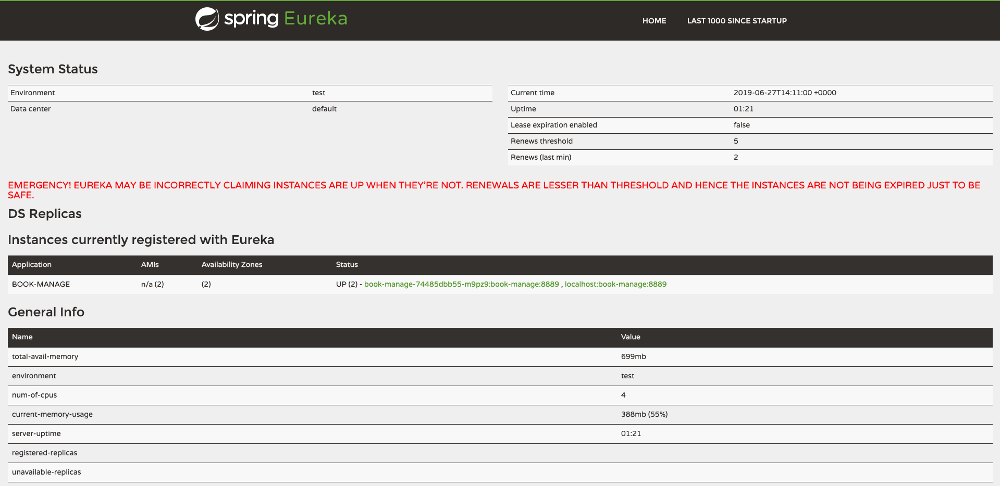 spring Eureka
HOME LAST 1000 SINCE STARTUP
System Status
Environment test
Data center default
Current time 2019-06-27T14:11:00 +0000
Uptime 01:21
Lease expiration enabled false
Renews threshold 5
Renews (last min) 2
EMERGENCY! EUREKA MAY BE INCORRECTLY CLAIMING INSTANCES ARE UP WHEN THEY'RE NOT. RENEWALS ARE LESSER THAN THRESHOLD AND HENCE THE INSTANCES ARE NOT BEING EXPIRED JUST TO BE
SAFE.
DS Replicas
Instances currently registered with Eureka
Application AMIs Availability Zones Status
BOOK-MANAGE n/a (2) (2) UP (2) - book-manage-74485dbb55-m9pz9:book-manage:8889 , localhost:book-manage:8889
General Info
Name Value
total-avail-memory 699mb
environment test
num-of-cpus 4
current-memory-usage 388mb (55%)
server-uptime 01:21
registered-replicas
unavailable-replicas